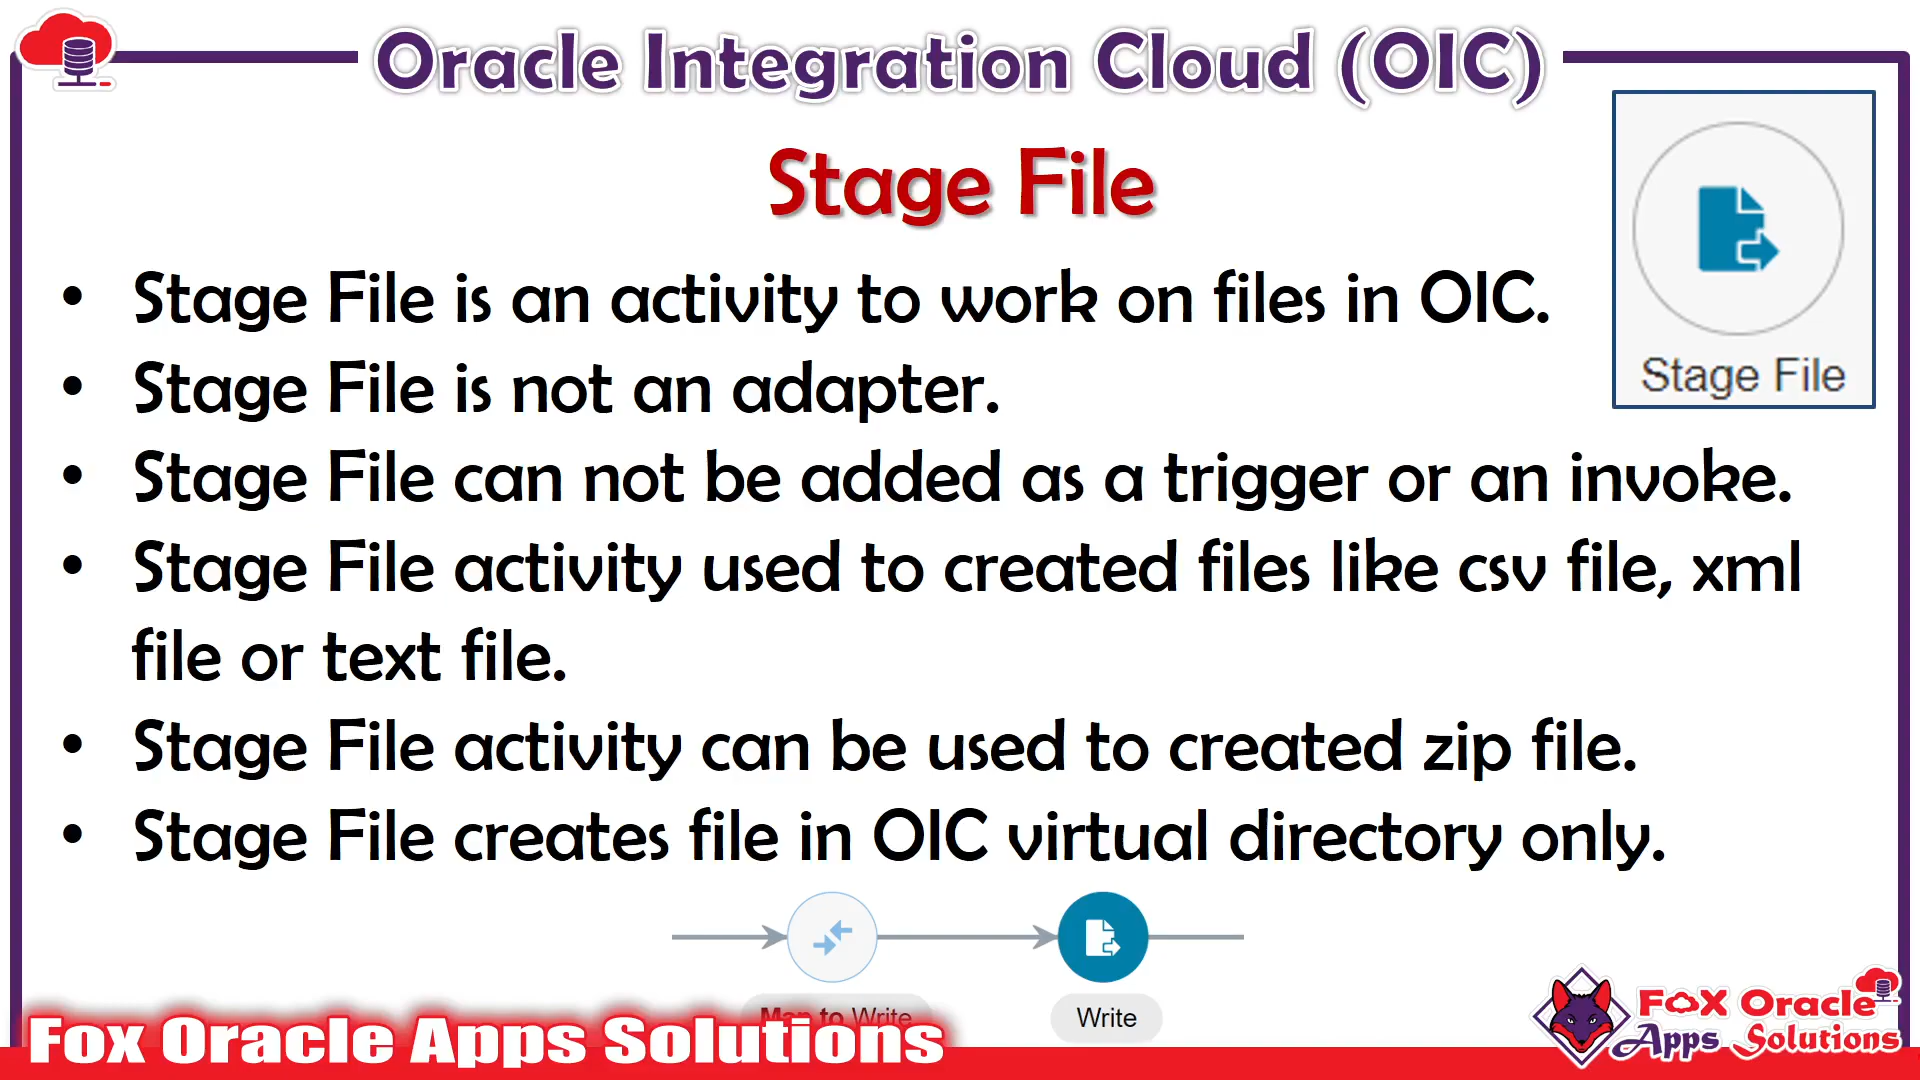 Oracle Integration Cloud (OIC)
Stage File
Stage File
• Stage File is an activity to work on files in OIC.
• Stage File is not an adapter.
• Stage File can not be added as a trigger or an invoke.
• Stage File activity used to created files like csv file, xml
file or text file.
• Stage File activity can be used to created zip file.
• Stage File creates file in OIC virtual directory only.
Map to Write
Write
Fox Oracle Apps Solutions
Fox Oracle
Apps Solutions